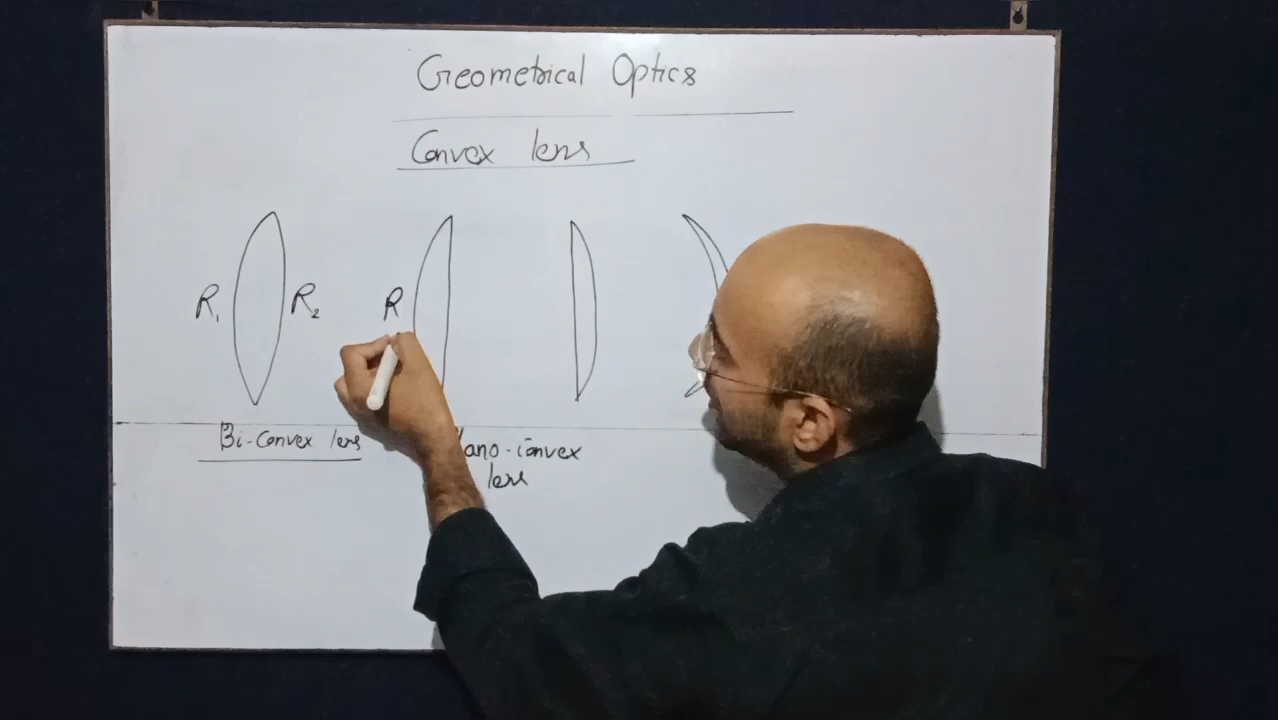 Geometrical Optics
Convex lens
R₁ R₂ R
Bi-Convex lens
lano-Convex
lens